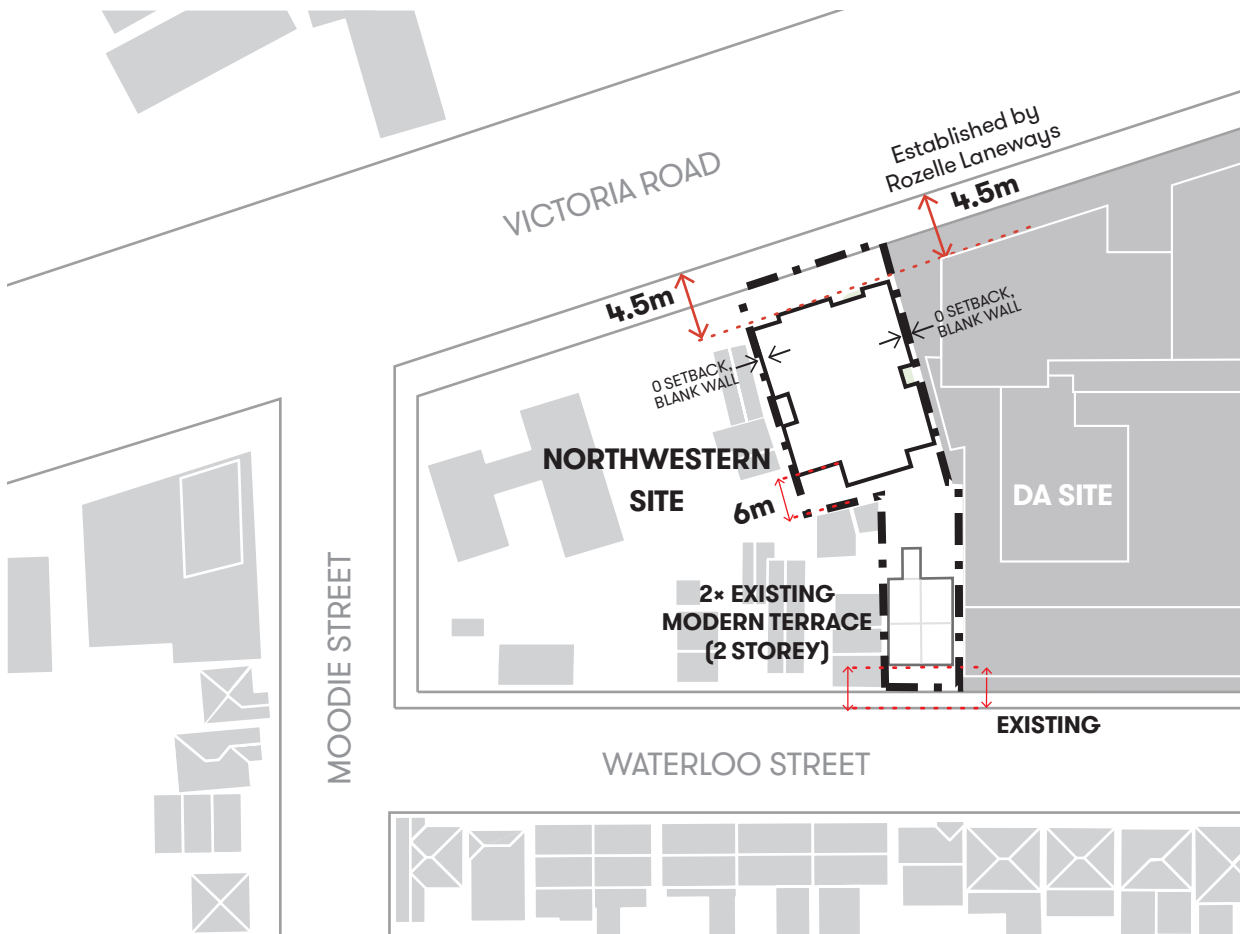 Established by
Rozelle Laneways
4.5m
VICTORIA ROAD
4.5m
0 SETBACK,
BLANK WALL
0 SETBACK,
BLANK WALL
NORTHWESTERN
SITE
6m
DA SITE
2× EXISTING
MODERN TERRACE
(2 STOREY)
MOODIE STREET
EXISTING
WATERLOO STREET